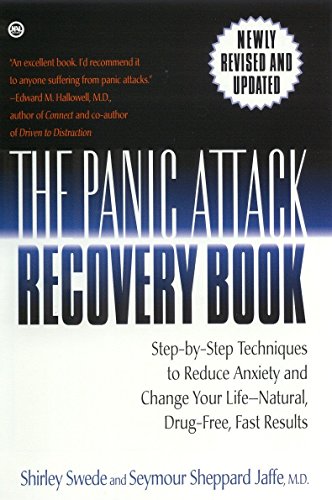 NAL
NEWLY
REVISED AND
UPDATED
"An excellent book. I'd recommend it
to anyone suffering from panic attacks."
–Edward M. Hallowell, M.D.,
author of Connect and co-author
of Driven to Distraction
THE PANIC ATTACK
RECOVERY BOOK
Step-by-Step Techniques
to Reduce Anxiety and
Change Your Life–Natural,
Drug-Free, Fast Results
Shirley Swede and Seymour Sheppard Jaffe, M.D.